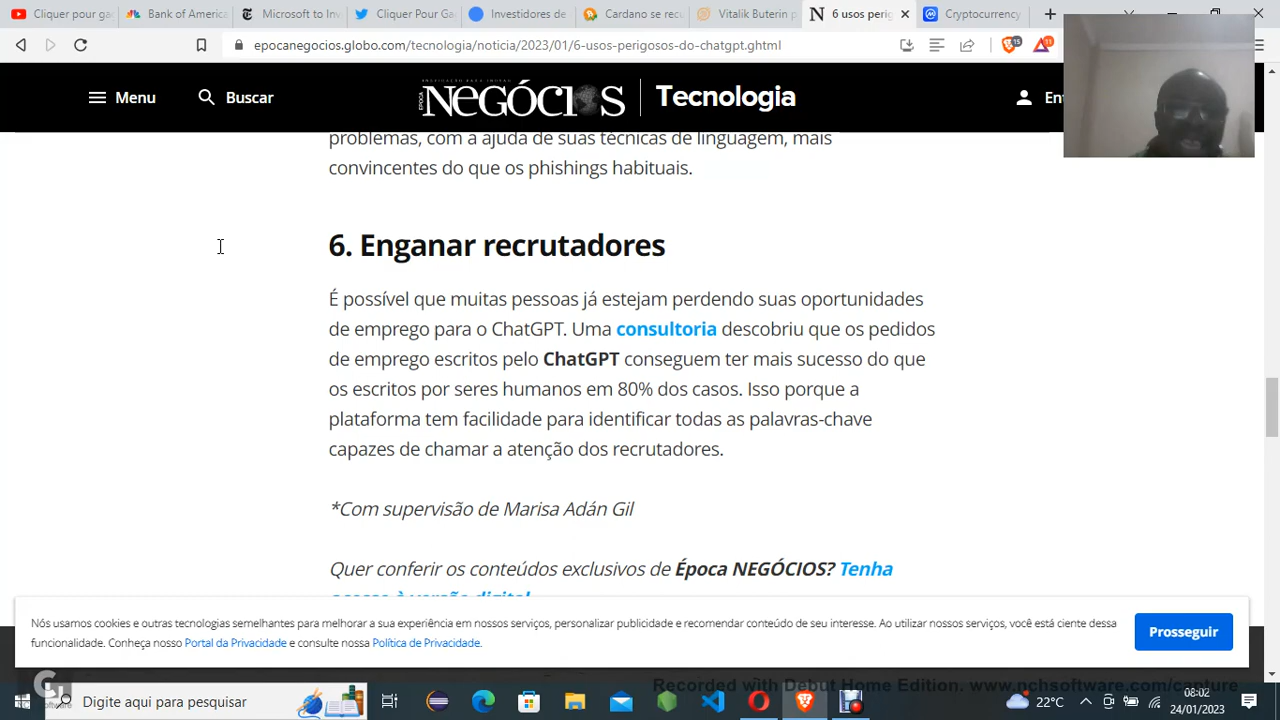 Cliquer pour ga
Bank of America
Microsoft to Inv
Cliquer Pour Ga
Investidores de
Cardano se recu
Vitalik Buterin p
6 usos perig
Cryptocurrency
epocanegocios.globo.com/tecnologia/noticia/2023/01/6-usos-perigosos-do-chatgpt.ghtml
15
11
Menu
Buscar
NEGÓCIOS
Tecnologia
Ent
problemas, com a ajuda de suas técnicas de linguagem, mais
convincentes do que os phishings habituais.
6. Enganar recrutadores
É possível que muitas pessoas já estejam perdendo suas oportunidades
de emprego para o ChatGPT. Uma consultoria descobriu que os pedidos
de emprego escritos pelo ChatGPT conseguem ter mais sucesso do que
os escritos por seres humanos em 80% dos casos. Isso porque a
plataforma tem facilidade para identificar todas as palavras-chave
capazes de chamar a atenção dos recrutadores.
*Com supervisão de Marisa Adán Gil
Quer conferir os conteúdos exclusivos de Época NEGÓCIOS? Tenha
acesso à versão digital
Nós usamos cookies e outras tecnologias semelhantes para melhorar a sua experiência em nossos serviços, personalizar publicidade e recomendar conteúdo de seu interesse. Ao utilizar nossos serviços, você está ciente dessa
funcionalidade. Conheça nosso Portal da Privacidade e consulte nossa Política de Privacidade.
Prosseguir
Recorded with Debut Home Edition. www.nchsoftware.com/capture
Digite aqui para pesquisar
22°C
08:02
24/01/2023